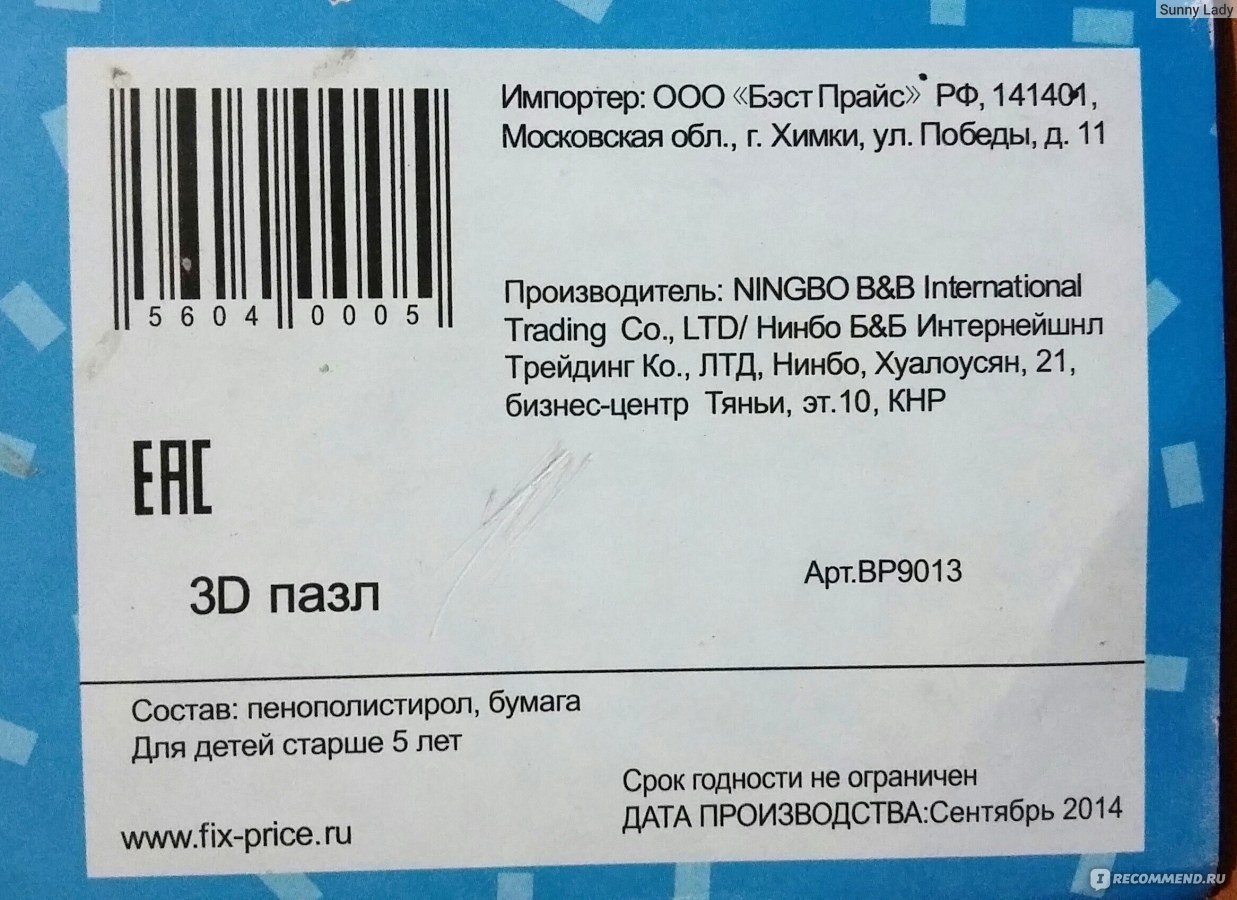 Sunny Lady
Импортер: ООО «Бэст Прайс» РФ, 141401,
Московская обл., г. Химки, ул. Победы, д. 11
5604 0005
Производитель: NINGBO B&B International
Trading Co., LTD/ Нинбо Б&Б Интернейшнл
Трейдинг Ко., ЛТД, Нинбо, Хуалоусян, 21,
бизнес-центр Тяньи, эт.10, КНР
EAC
3D пазл
Арт.BP9013
Состав: пенополистирол, бумага
Для детей старше 5 лет
Срок годности не ограничен
ДАТА ПРОИЗВОДСТВА:Сентябрь 2014
www.fix-price.ru
IRECOMMEND.RU